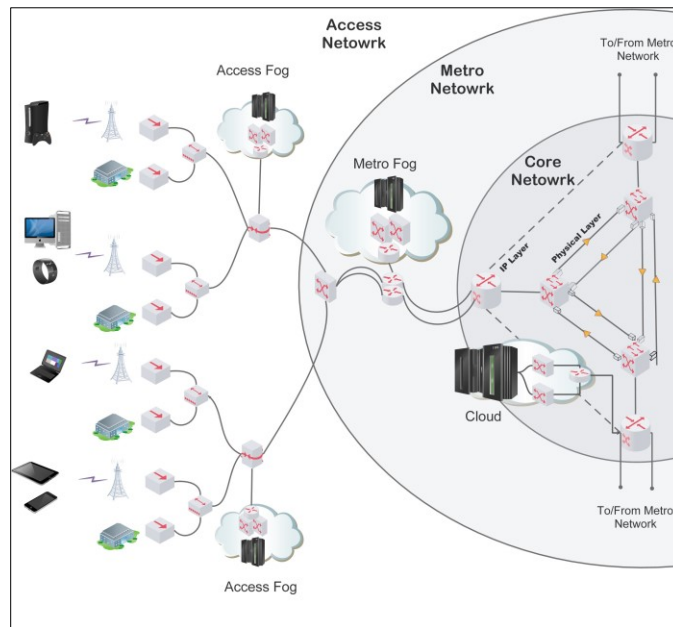 Access
Netowrk
To/From Metro
Network
Access Fog
Metro
Netowrk
Metro Fog
Core
Netowrk
Physical Layer
IP Layer
Cloud
To/From Metro
Network
Access Fog